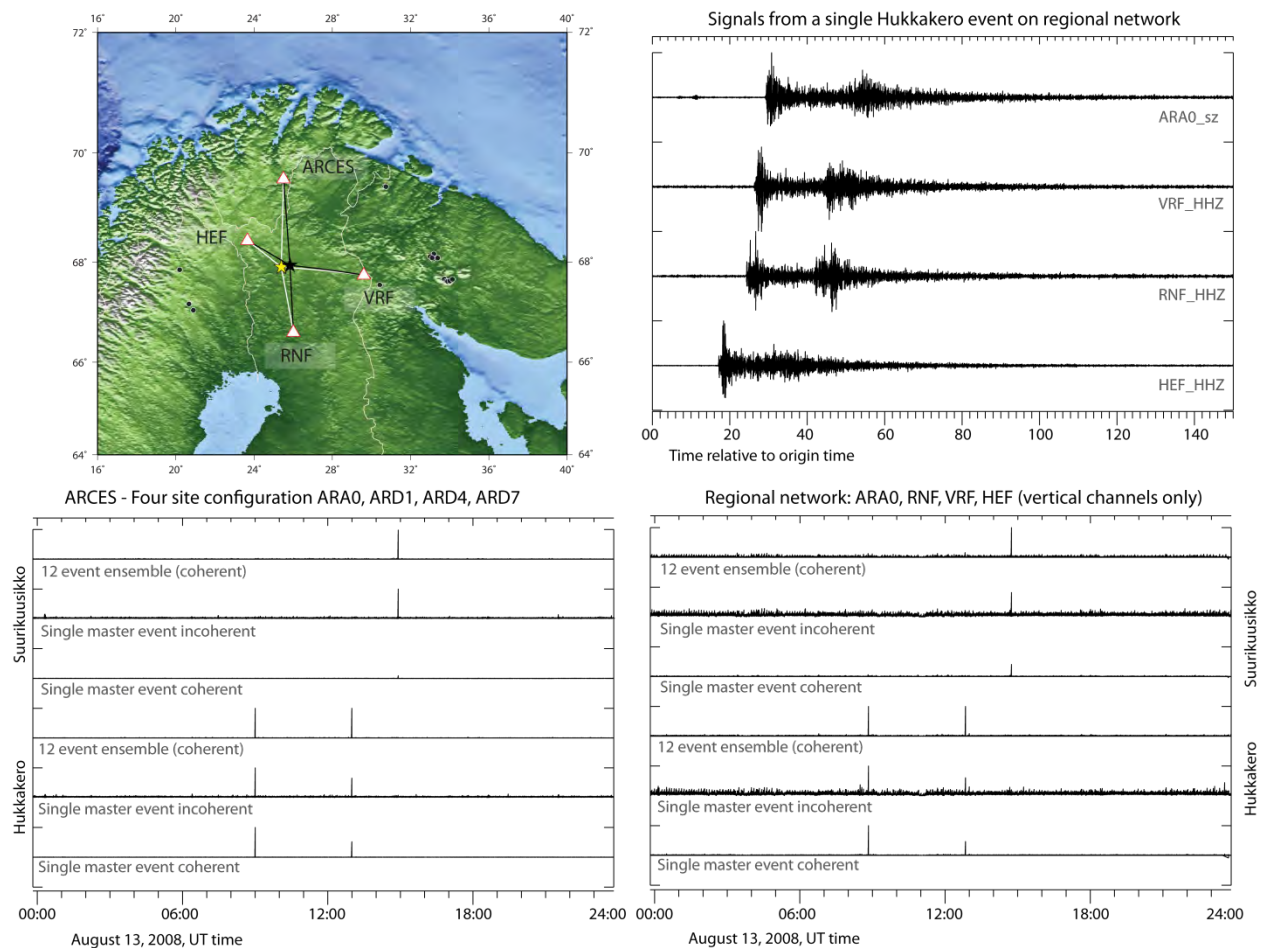 16° 20° 24° 28° 32° 36° 40°
72° 72°
70° 70°
68° 68°
66° 66°
64° 64°
16° 20° 24° 28° 32° 36° 40°
ARCES
HEF
VRF
RNF
Signals from a single Hukkakero event on regional network
ARA0_sz
VRF_HHZ
RNF_HHZ
HEF_HHZ
00 20 40 60 80 100 120 140
Time relative to origin time
ARCES - Four site configuration ARA0, ARD1, ARD4, ARD7
Suurikuusikko
12 event ensemble (coherent)
Single master event incoherent
Single master event coherent
Hukkakero
12 event ensemble (coherent)
Single master event incoherent
Single master event coherent
00:00 06:00 12:00 18:00 24:00
August 13, 2008, UT time
Regional network: ARA0, RNF, VRF, HEF (vertical channels only)
12 event ensemble (coherent)
Single master event incoherent
Single master event coherent
Suurikuusikko
12 event ensemble (coherent)
Single master event incoherent
Single master event coherent
Hukkakero
00:00 06:00 12:00 18:00 24:00
August 13, 2008, UT time